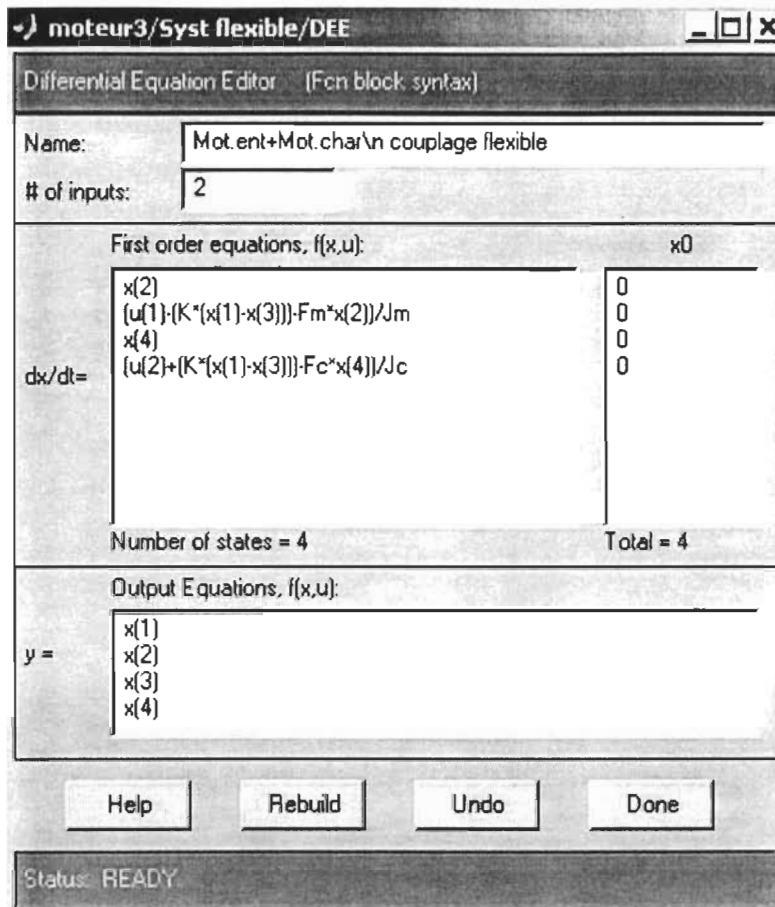 moteur3/Syst flexible/DEE
Differential Equation Editor (Fcn block syntax)
Name: Mot.ent+Mot.char\n couplage flexible
# of inputs: 2
First order equations, f(x,u): x0
dx/dt=
x(2) 0
(u(1)-(K*(x(1)-x(3)))-Fm*x(2))/Jm 0
x(4) 0
(u(2)+(K*(x(1)-x(3)))-Fc*x(4))/Jc 0
Number of states = 4 Total = 4
Output Equations, f(x,u):
y =
x(1)
x(2)
x(3)
x(4)
Help Rebuild Undo Done
Status: READY